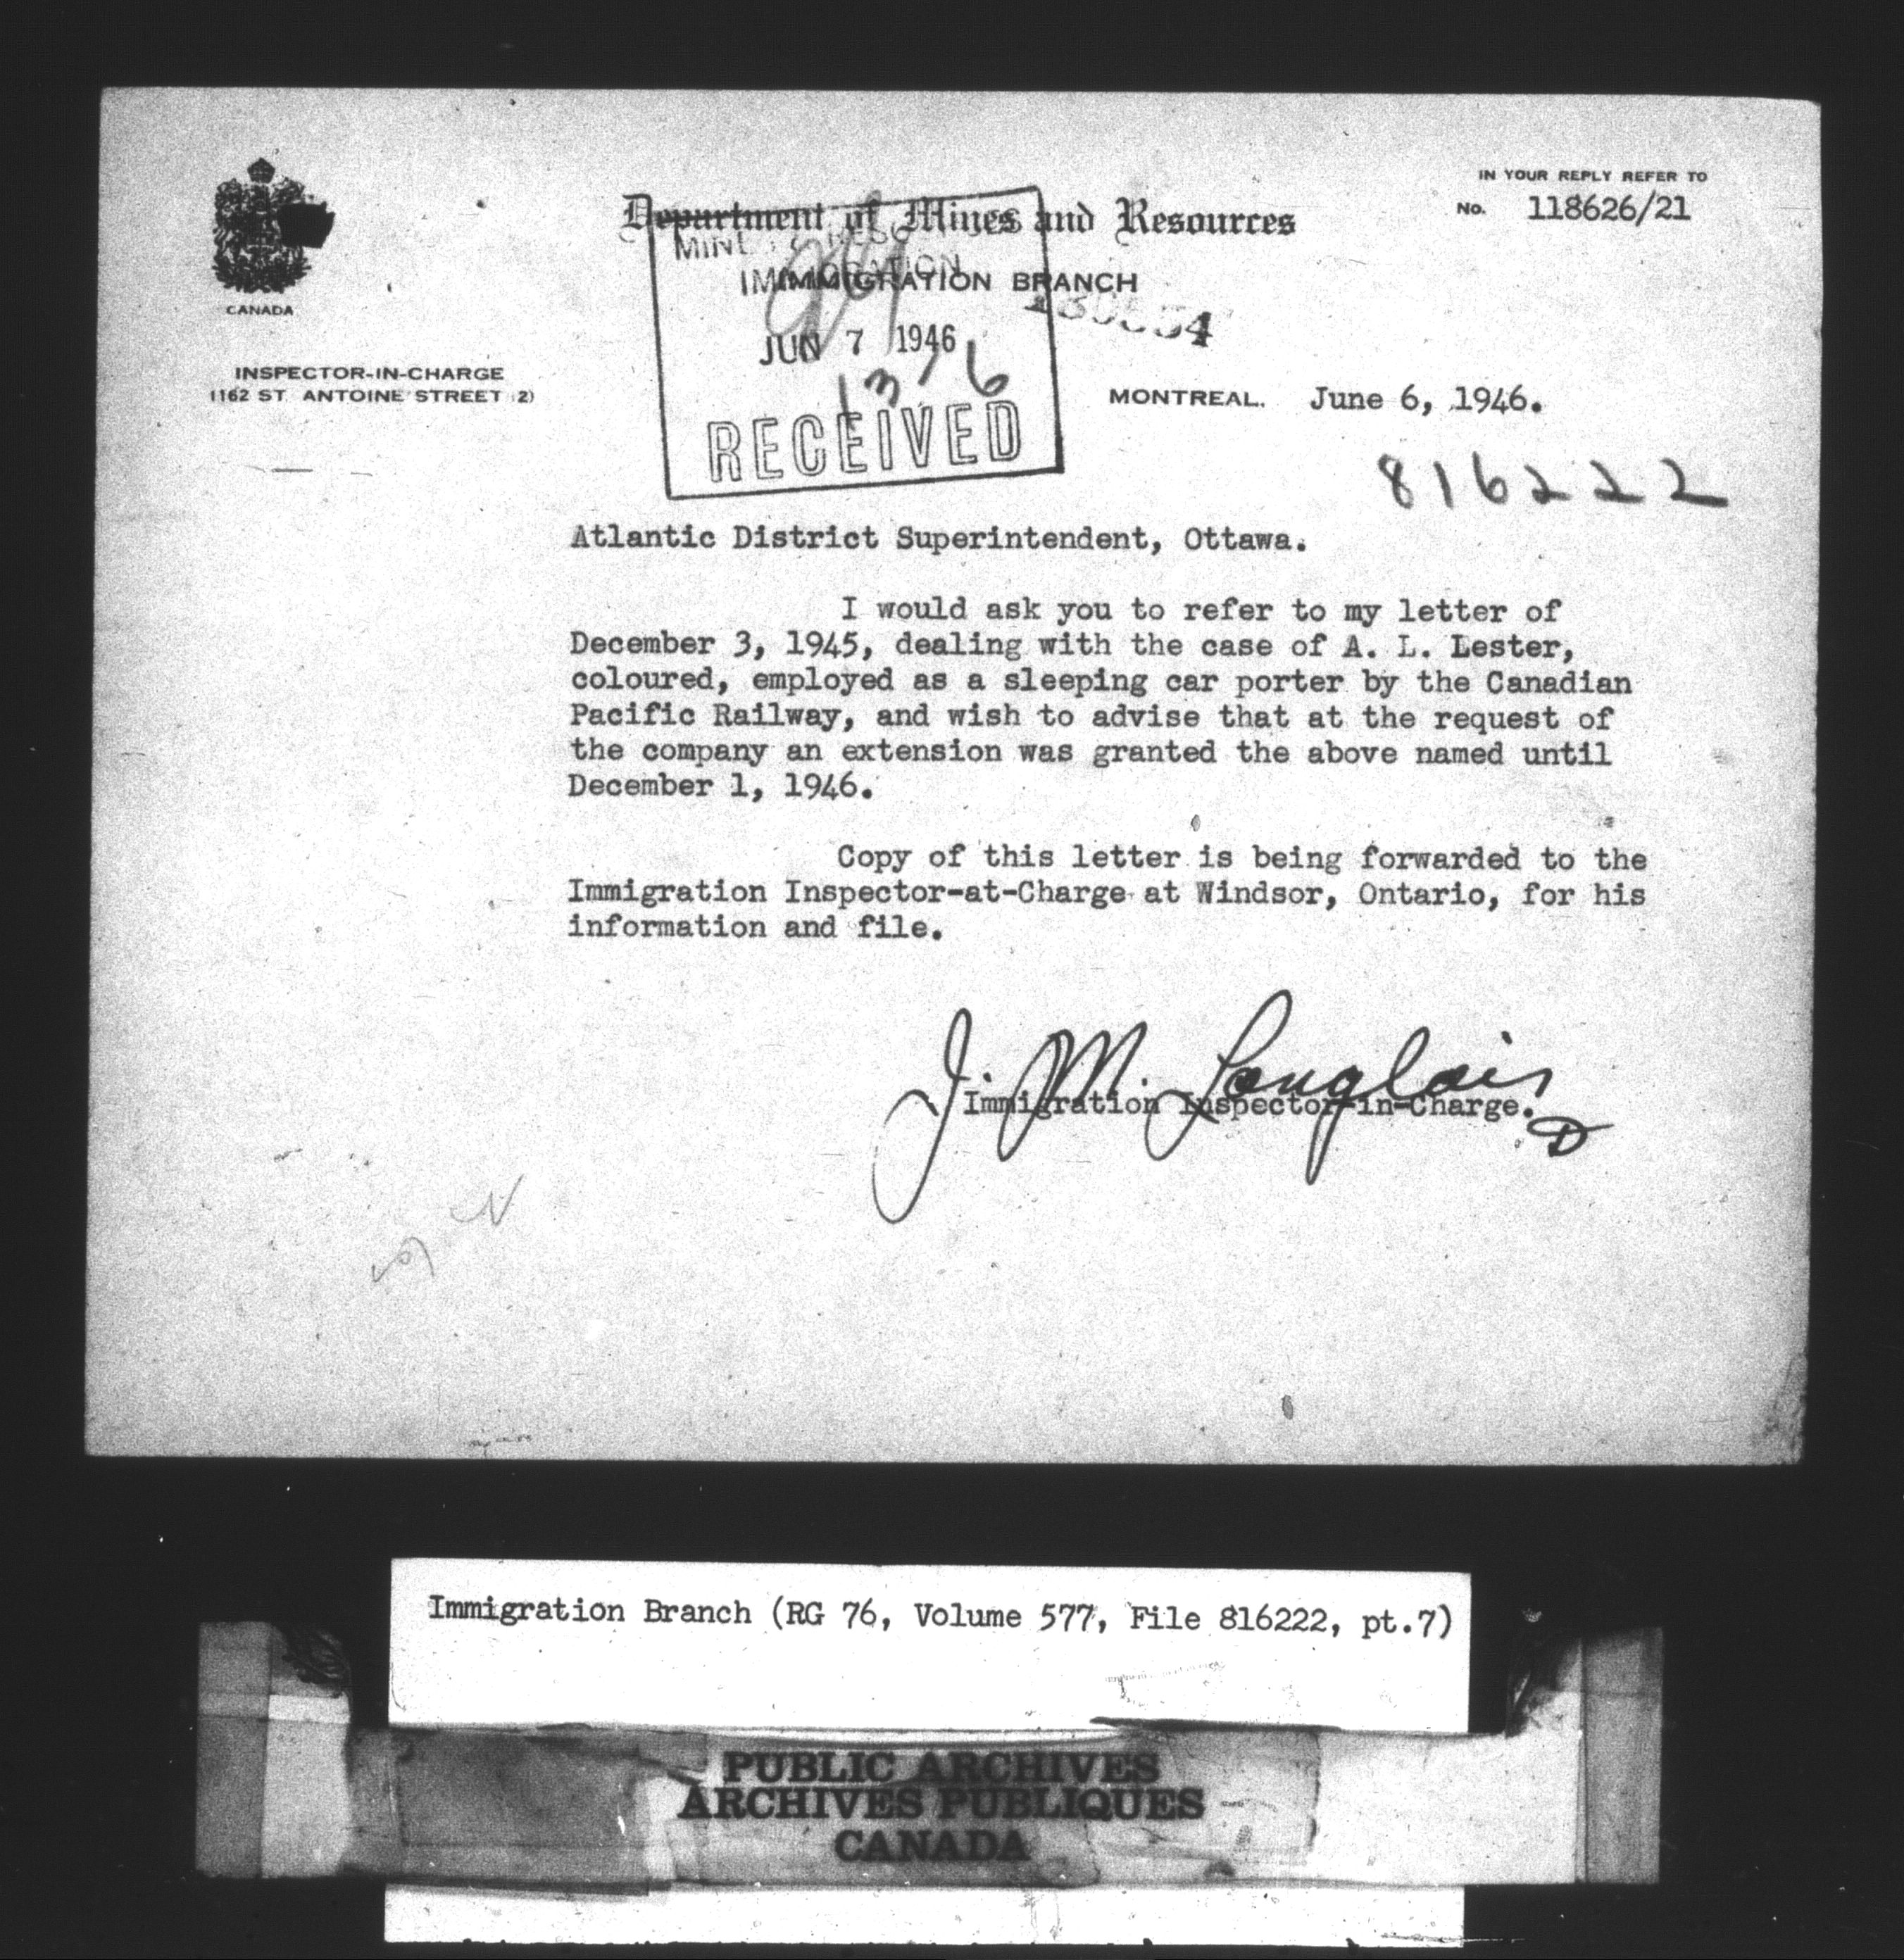 IN YOUR REPLY REFER TO
No. 118626/21
Department of Mines and Resources
IMMIGRATION BRANCH
CANADA
INSPECTOR-IN-CHARGE
1162 ST. ANTOINE STREET (2)
IMMIGRATION
JUN 7 1946
13/6
RECEIVED
MONTREAL. June 6, 1946.
816222
Atlantic District Superintendent, Ottawa.
I would ask you to refer to my letter of
December 3, 1945, dealing with the case of A. L. Lester,
coloured, employed as a sleeping car porter by the Canadian
Pacific Railway, and wish to advise that at the request of
the company an extension was granted the above named until
December 1, 1946.
Copy of this letter is being forwarded to the
Immigration Inspector-at-Charge at Windsor, Ontario, for his
information and file.
J. M. Langlois
Immigration Inspector-in-Charge.
D
Immigration Branch (RG 76, Volume 577, File 816222, pt.7)
PUBLIC ARCHIVES
ARCHIVES PUBLIQUES
CANADA